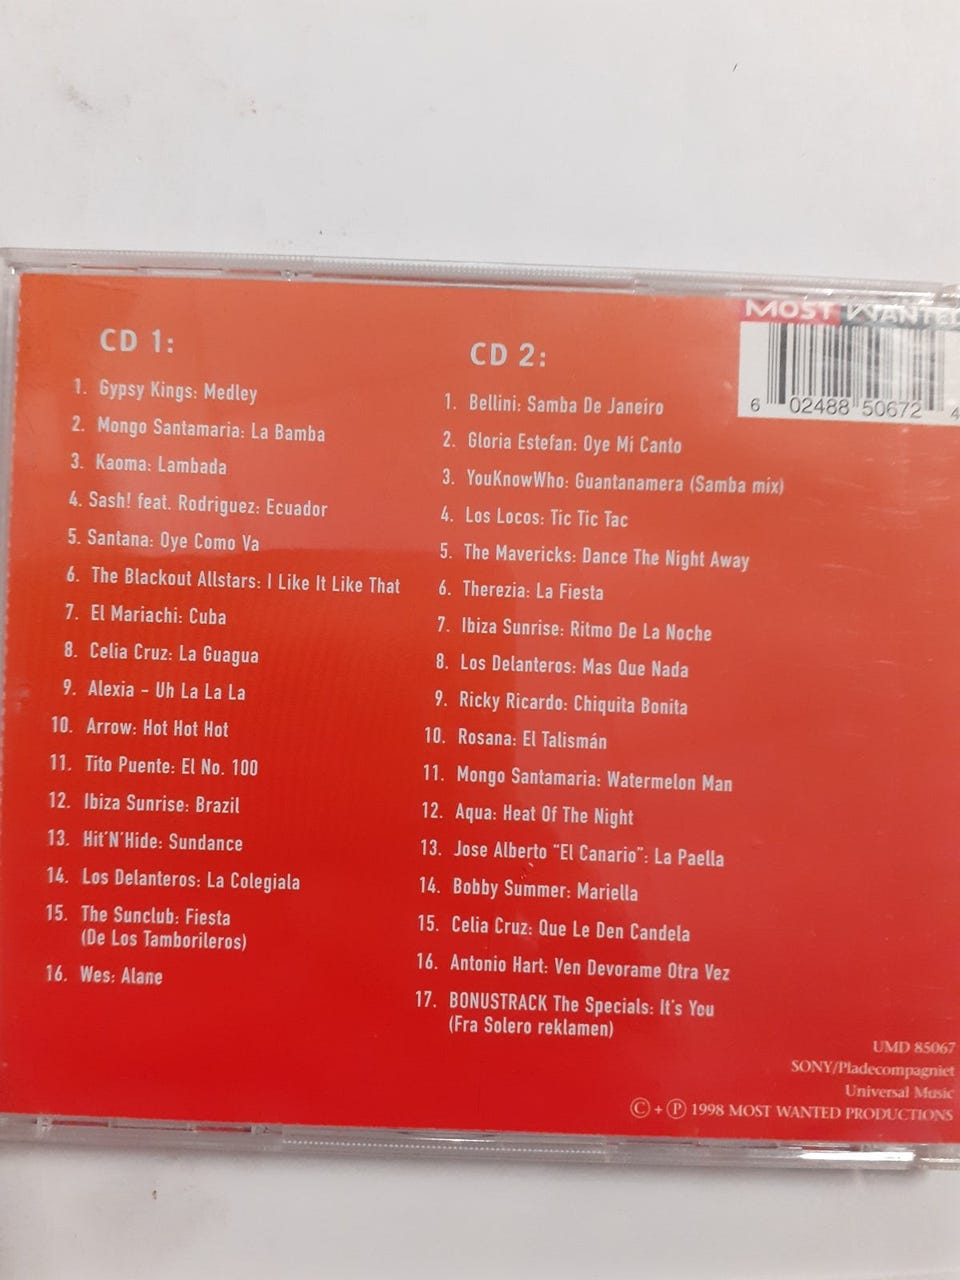 CD 1:
1. Gypsy Kings: Medley
2. Mongo Santamaria: La Bamba
3. Kaoma: Lambada
4. Sash! feat. Rodriguez: Ecuador
5. Santana: Oye Como Va
6. The Blackout Allstars: I Like It Like That
7. El Mariachi: Cuba
8. Celia Cruz: La Guagua
9. Alexia - Uh La La La
10. Arrow: Hot Hot Hot
11. Tito Puente: El No. 100
12. Ibiza Sunrise: Brazil
13. Hit'N'Hide: Sundance
14. Los Delanteros: La Colegiala
15. The Sunclub: Fiesta
(De Los Tamborileros)
16. Wes: Alane
CD 2:
1. Bellini: Samba De Janeiro
2. Gloria Estefan: Oye Mi Canto
3. YouKnowWho: Guantanamera (Samba mix)
4. Los Locos: Tic Tic Tac
5. The Mavericks: Dance The Night Away
6. Therezia: La Fiesta
7. Ibiza Sunrise: Ritmo De La Noche
8. Los Delanteros: Mas Que Nada
9. Ricky Ricardo: Chiquita Bonita
10. Rosana: El Talismán
11. Mongo Santamaria: Watermelon Man
12. Aqua: Heat Of The Night
13. Jose Alberto "El Canario": La Paella
14. Bobby Summer: Mariella
15. Celia Cruz: Que Le Den Candela
16. Antonio Hart: Ven Devorame Otra Vez
17. BONUSTRACK The Specials: It's You
(Fra Solero reklamen)
MOST WANTED
6 02488 50672 4
UMD 85067
SONY/Pladecompagniet
Universal Music
© + ℗ 1998 MOST WANTED PRODUCTIONS